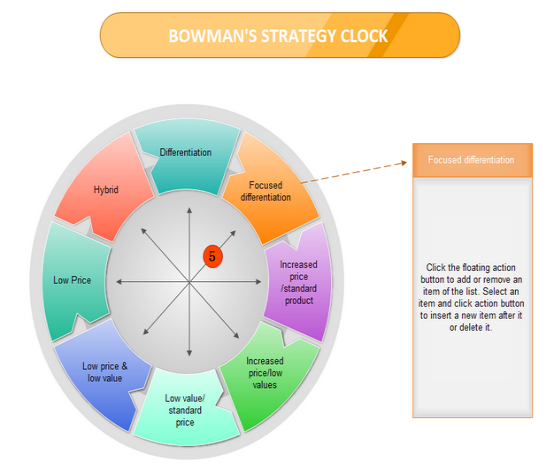 BOWMAN'S STRATEGY CLOCK
Differentiation
Focused
differentiation
Increased
price
/standard
product
Increased
price/low
values
Low value/
standard
price
Low price &
low value
Low Price
Hybrid
5
Focused differentiation
Click the floating action
button to add or remove an
item of the list. Select an
item and click action button
to insert a new item after it
or delete it.